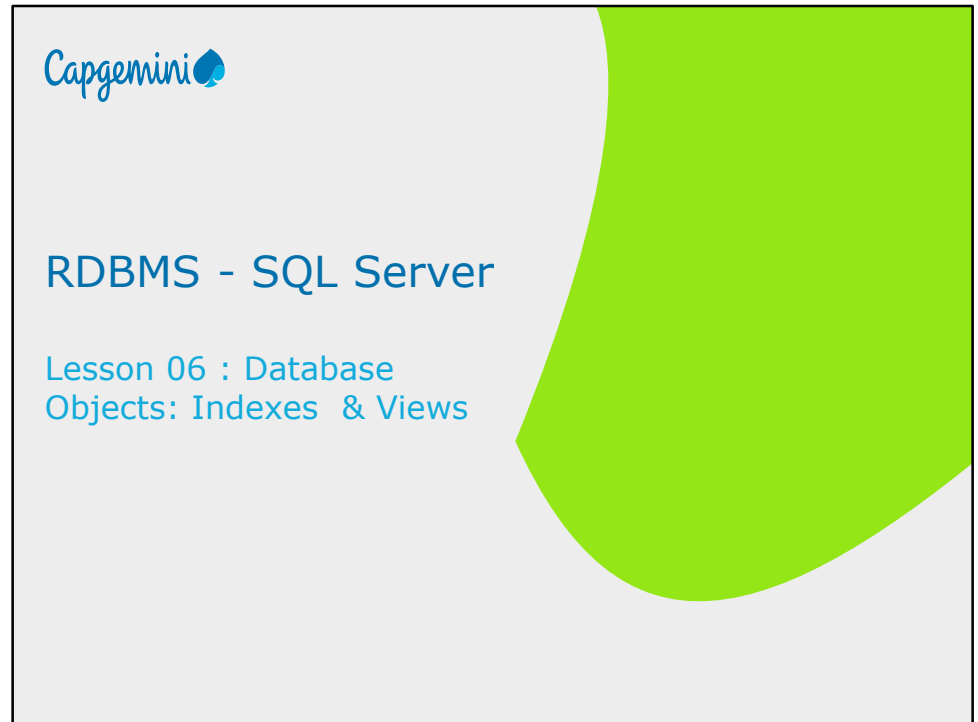 Capgemini
RDBMS - SQL Server
Lesson 06 : Database
Objects: Indexes & Views